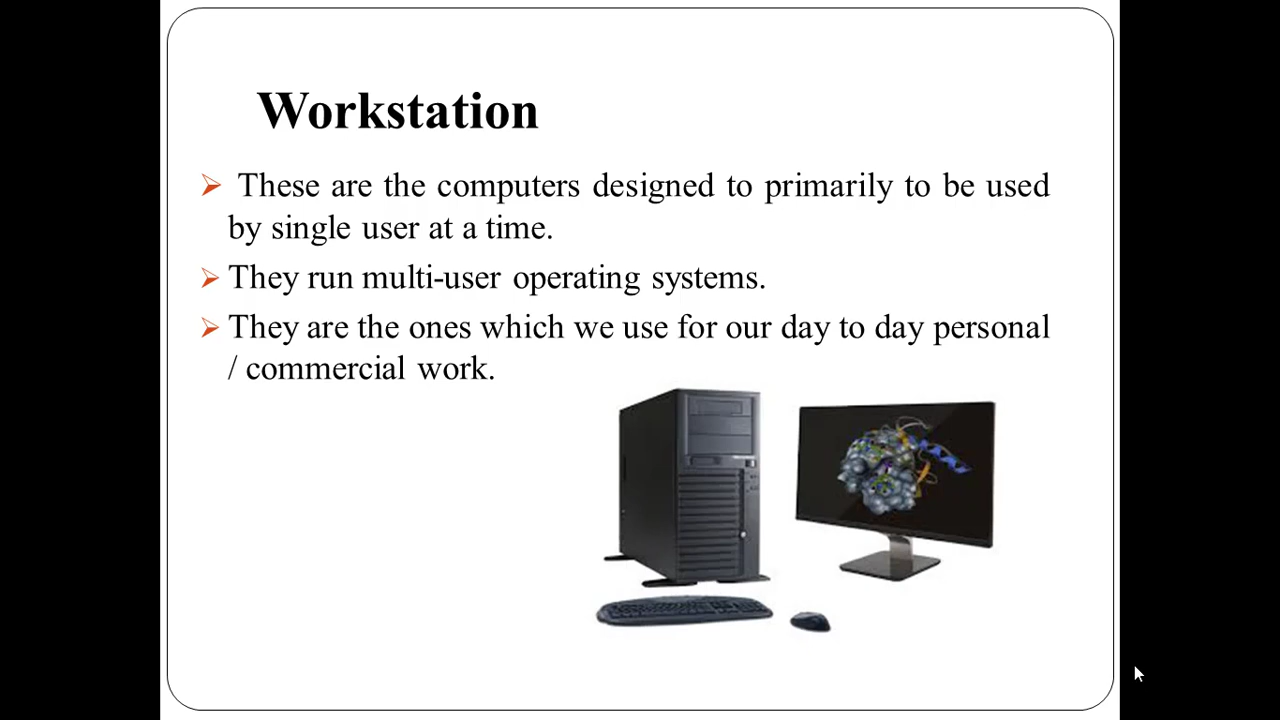 Workstation
These are the computers designed to primarily to be used
by single user at a time.
They run multi-user operating systems.
They are the ones which we use for our day to day personal
/ commercial work.